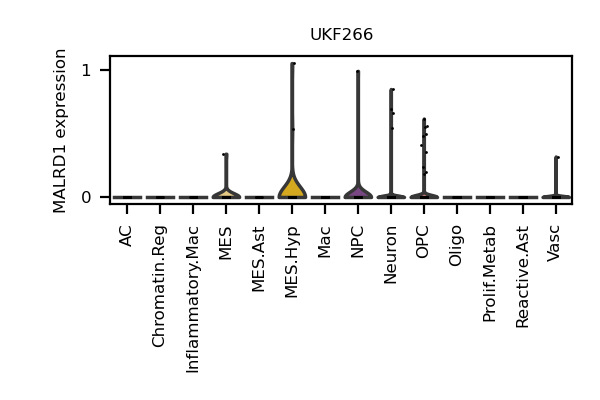 UKF266
MALRD1 expression
1
0
AC
Chromatin.Reg
Inflammatory.Mac
MES
MES.Ast
MES.Hyp
Mac
NPC
Neuron
OPC
Oligo
Prolif.Metab
Reactive.Ast
Vasc